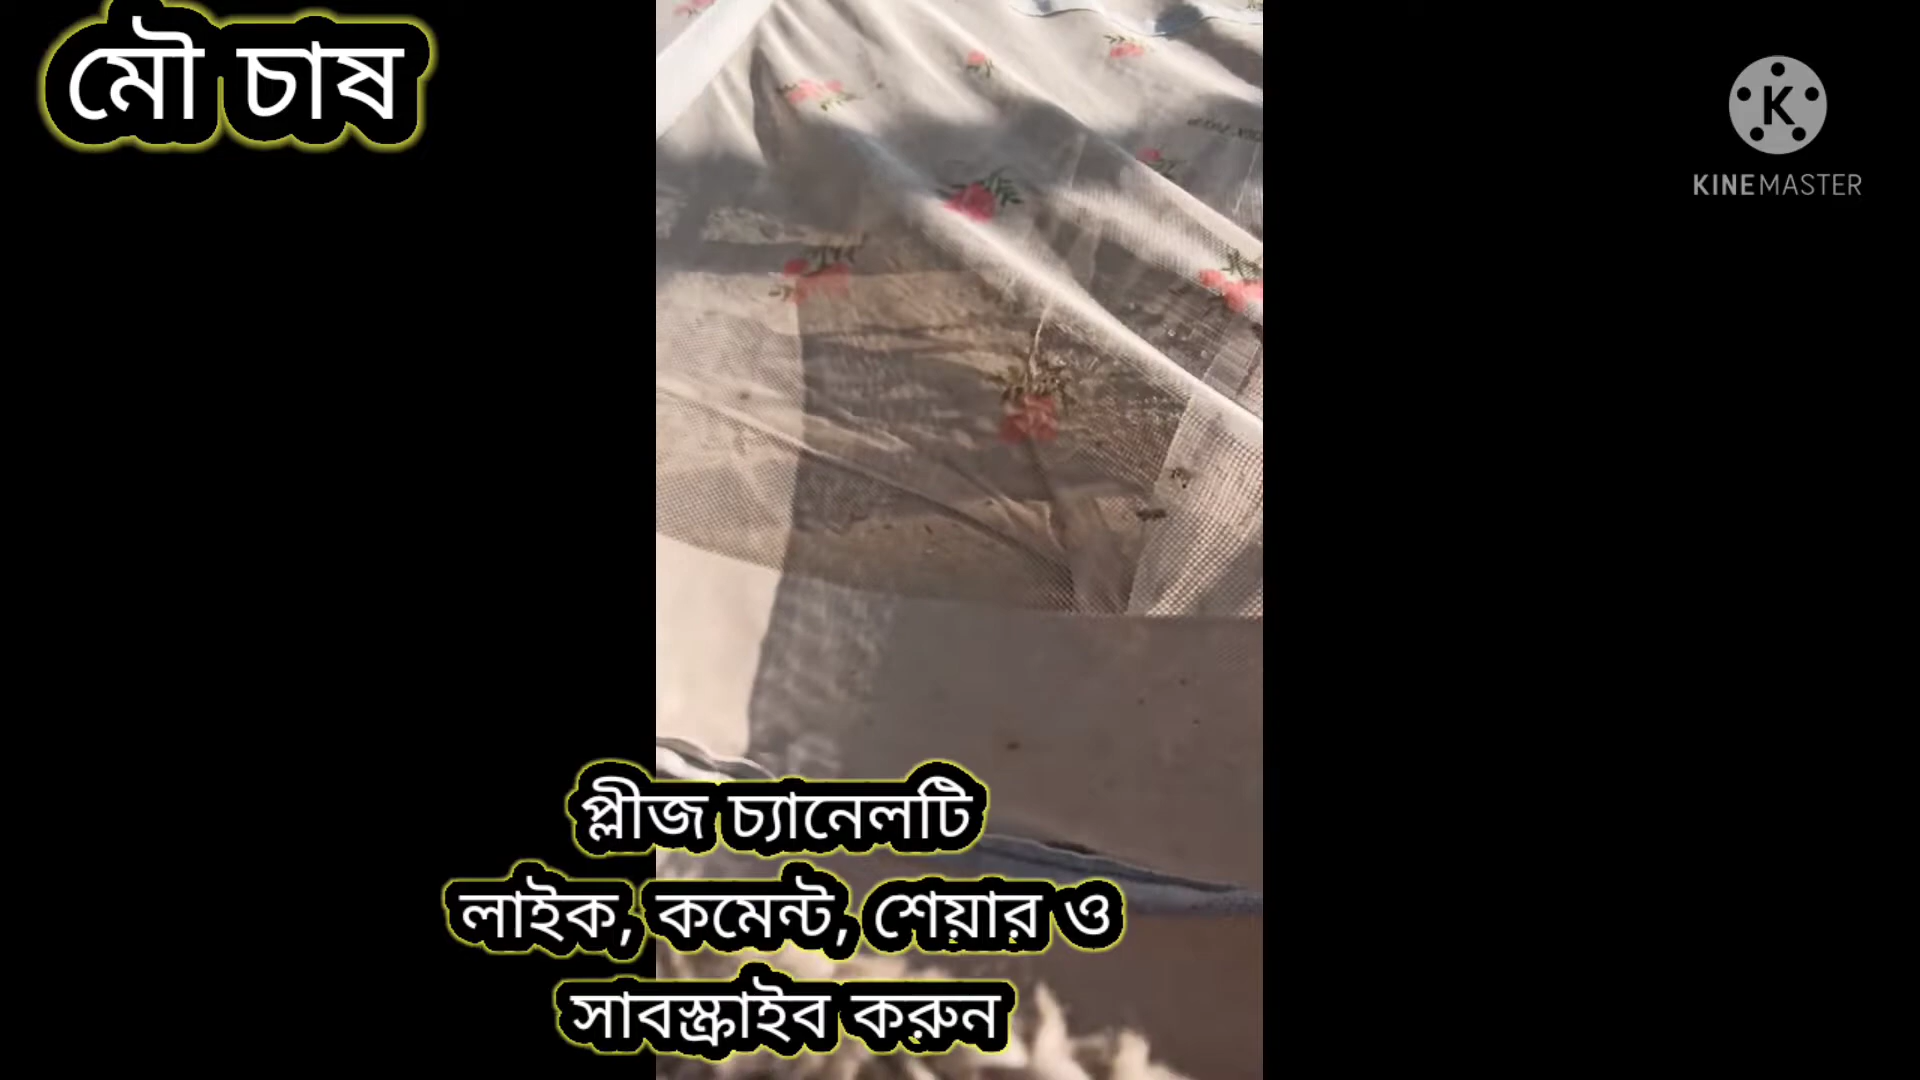 মৌ চাষ
K
KINEMASTER
প্লীজ চ্যানেলটি
লাইক, কমেন্ট, শেয়ার ও
সাবস্ক্রাইব করুন